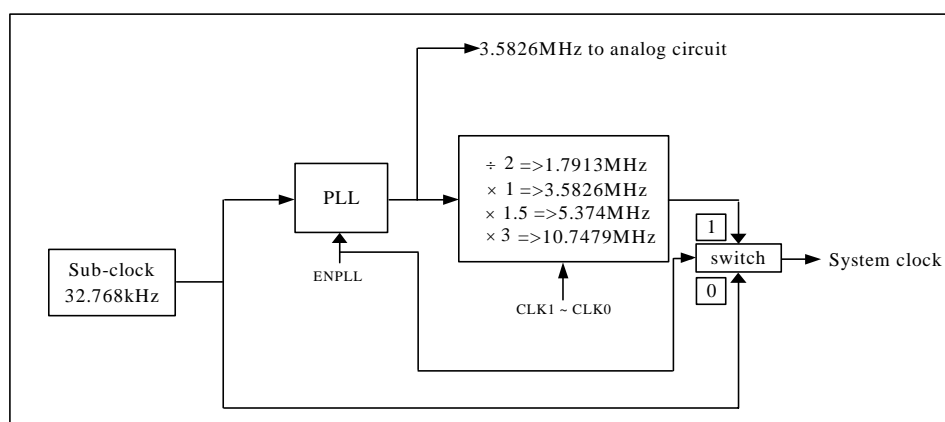 3.5826MHz to analog circuit
÷ 2 =>1.7913MHz
× 1 =>3.5826MHz
× 1.5 =>5.374MHz
× 3 =>10.7479MHz
PLL
1
switch
System clock
Sub-clock
32.768kHz
ENPLL
0
CLK1 ~ CLK0